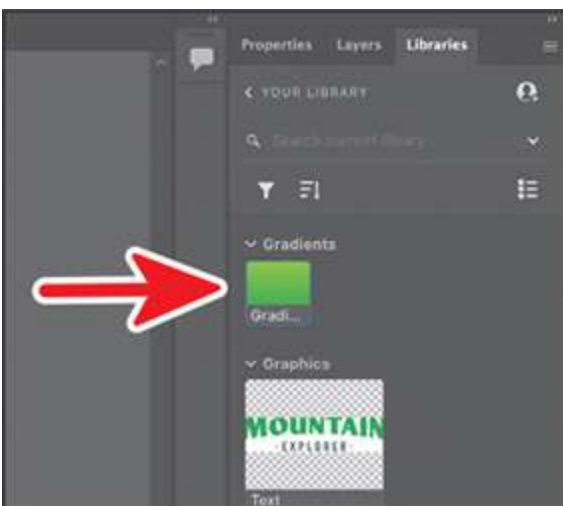 Properties Layers Libraries
< YOUR LIBRARY
Search current library
Gradients
Gradi...
Graphics
MOUNTAIN
· EXPLORER ·
Text